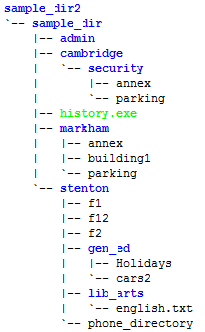 sample_dir2
`-- sample_dir
    |-- admin
    |-- cambridge
    |   `-- security
    |       |-- annex
    |       `-- parking
    |-- history.exe
    |-- markham
    |   |-- annex
    |   |-- building1
    |   `-- parking
    `-- stenton
        |-- f1
        |-- f12
        |-- f2
        |-- gen_ed
        |   |-- Holidays
        |   `-- cars2
        |-- lib_arts
        |   `-- english.txt
        `-- phone_directory